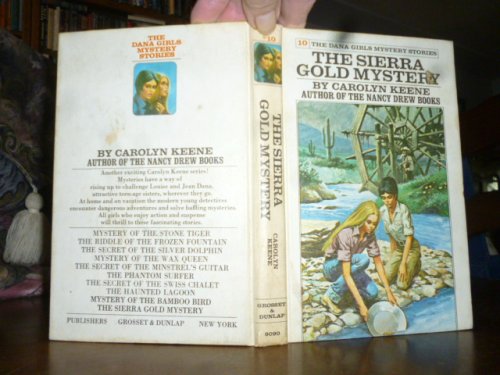 THE
DANA GIRLS
MYSTERY
STORIES
BY CAROLYN KEENE
AUTHOR OF THE NANCY DREW BOOKS
Another exciting Carolyn Keene series!
Mysteries have a way of
rising up to challenge Louise and Jean Dana,
attractive teen-age sisters, wherever they go.
At home and on vacation the modern young detectives
encounter dangerous adventures and solve baffling mysteries.
All girls who enjoy action and suspense
will thrill to these fascinating stories.
MYSTERY OF THE STONE TIGER
THE RIDDLE OF THE FROZEN FOUNTAIN
THE SECRET OF THE SILVER DOLPHIN
MYSTERY OF THE WAX QUEEN
THE SECRET OF THE MINSTREL'S GUITAR
THE PHANTOM SURFER
THE SECRET OF THE SWISS CHALET
THE HAUNTED LAGOON
MYSTERY OF THE BAMBOO BIRD
THE SIERRA GOLD MYSTERY
PUBLISHERS GROSSET & DUNLAP NEW YORK
10
THE SIERRA
GOLD MYSTERY
CAROLYN
KEENE
GROSSET
&
DUNLAP
9090
10 THE DANA GIRLS MYSTERY STORIES
THE SIERRA
GOLD MYSTERY
BY CAROLYN KEENE
AUTHOR OF THE NANCY DREW BOOKS